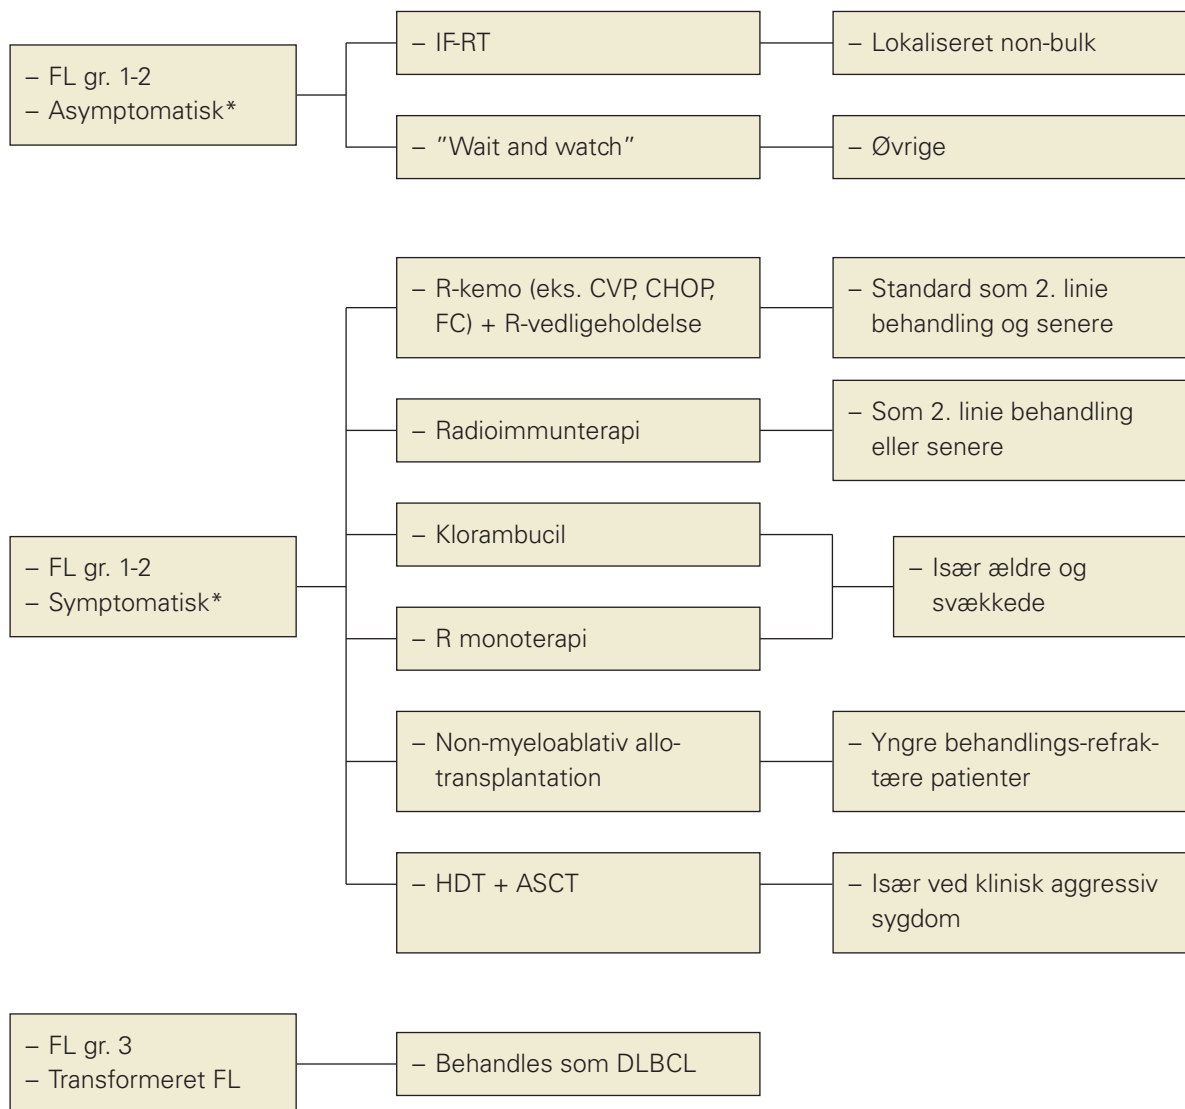 – FL gr. 1-2
– Asymptomatisk*
– IF-RT
– Lokaliseret non-bulk
– ”Wait and watch”
– Øvrige
– FL gr. 1-2
– Symptomatisk*
– R-kemo (eks. CVP, CHOP,
FC) + R-vedligeholdelse
– Standard som 2. linie
behandling og senere
– Radioimmunterapi
– Som 2. linie behandling
eller senere
– Klorambucil
– R monoterapi
– Især ældre og
svækkede
– Non-myeloablativ allo-
transplantation
– Yngre behandlings-refrak-
tære patienter
– HDT + ASCT
– Især ved klinisk aggressiv
sygdom
– FL gr. 3
– Transformeret FL
– Behandles som DLBCL